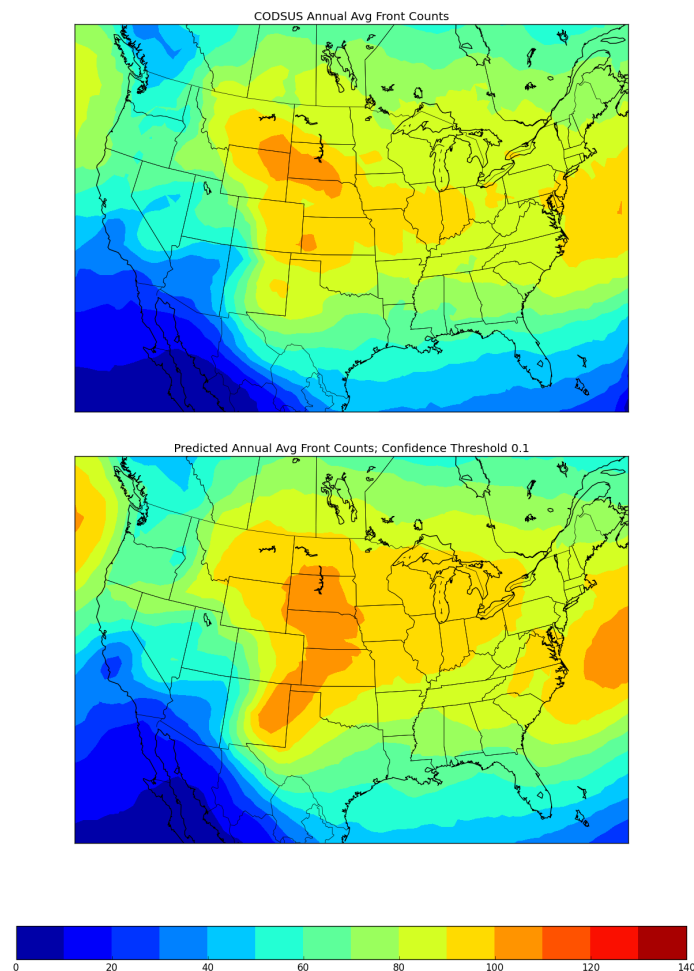 CODSUS Annual Avg Front Counts
Predicted Annual Avg Front Counts; Confidence Threshold 0.1
0 20 40 60 80 100 120 140